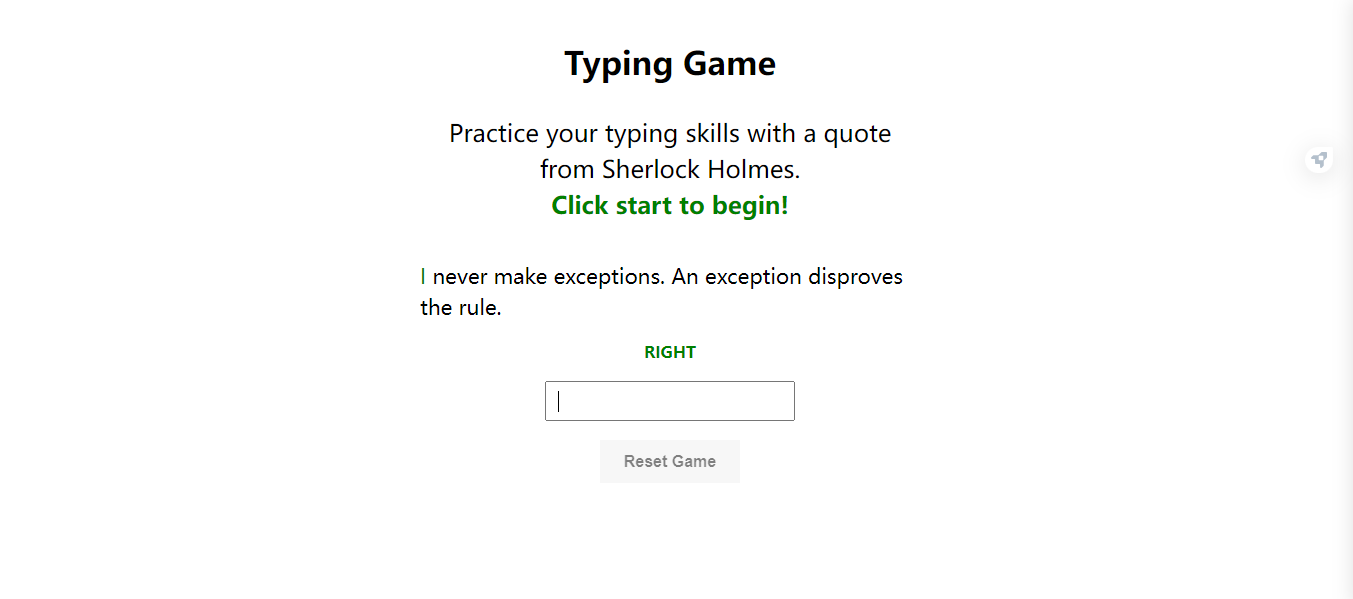 Typing Game
Practice your typing skills with a quote
from Sherlock Holmes.
Click start to begin!
I never make exceptions. An exception disproves
the rule.
RIGHT
Reset Game